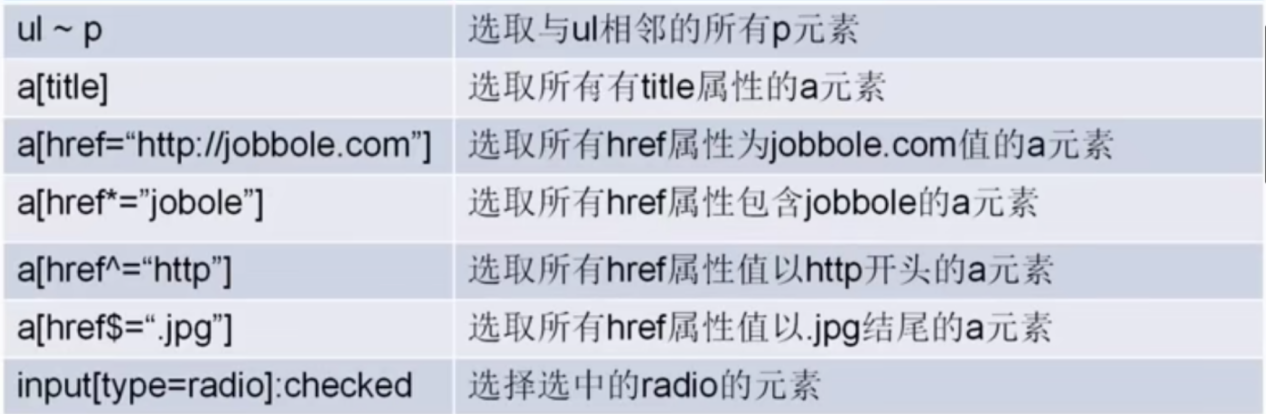 ul ~ p 选取与ul相邻的所有p元素
a[title] 选取所有有title属性的a元素
a[href=“http://jobbole.com”] 选取所有href属性为jobbole.com值的a元素
a[href*=”jobole”] 选取所有href属性包含jobbole的a元素
a[href^=“http”] 选取所有href属性值以http开头的a元素
a[href$=“.jpg”] 选取所有href属性值以.jpg结尾的a元素
input[type=radio]:checked 选择选中的radio的元素